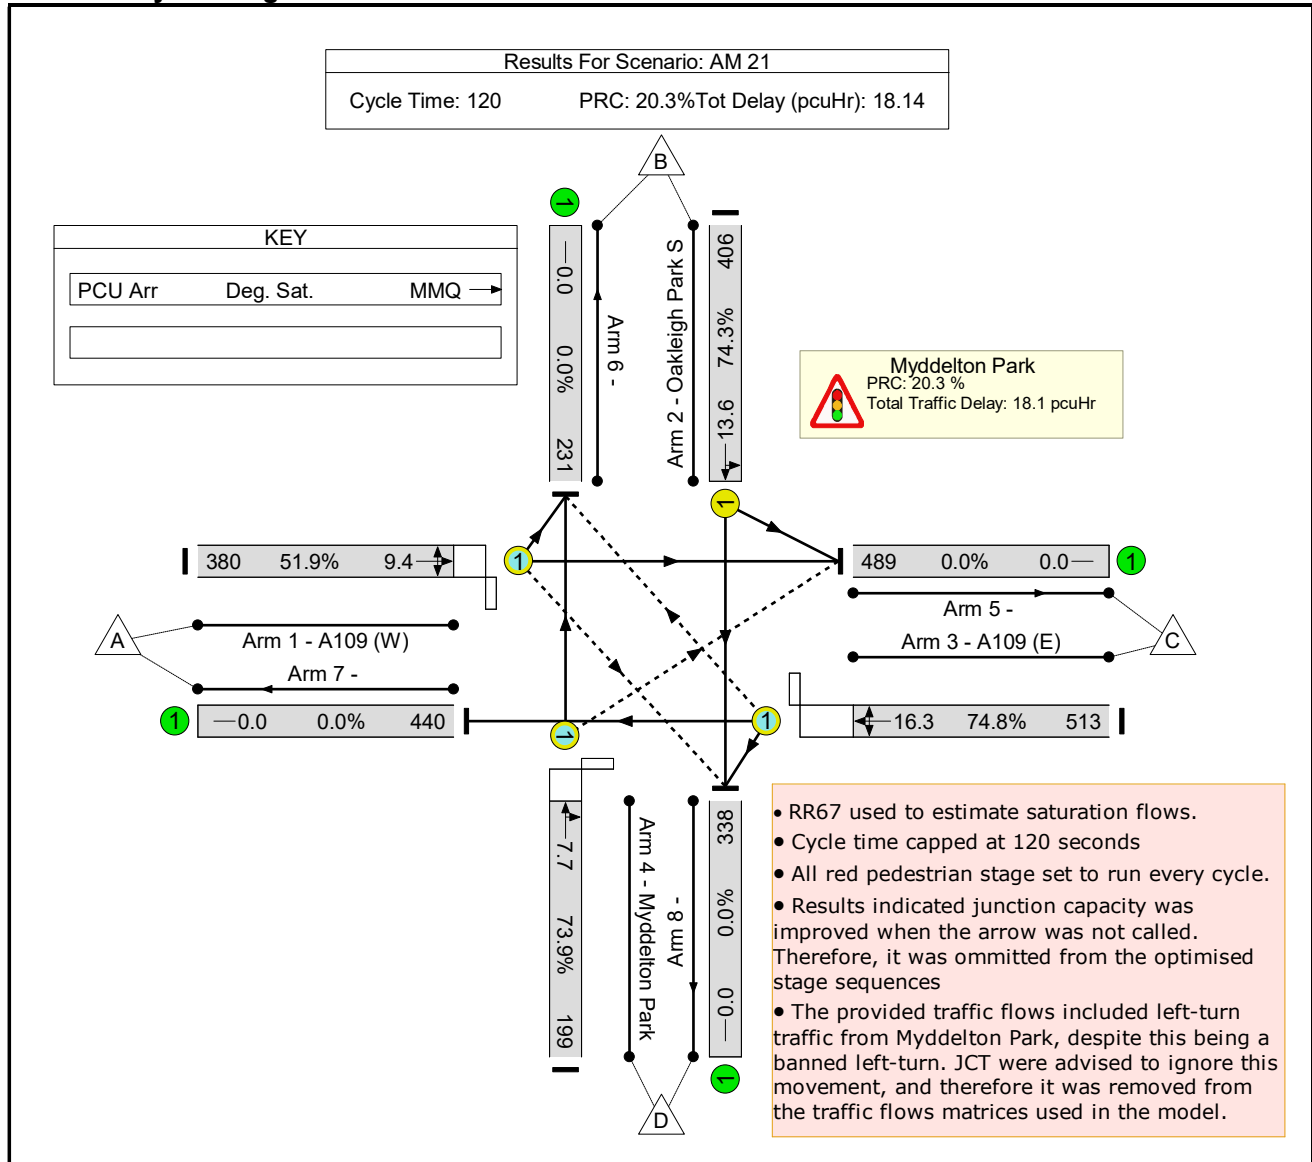 Results For Scenario: AM 21
Cycle Time: 120 PRC: 20.3%Tot Delay (pcuHr): 18.14
B
KEY
PCU Arr Deg. Sat. MMQ
1
0.0 0.0% 231
Arm 6 -
Arm 2 - Oakleigh Park S
13.6 74.3% 406
1
Myddelton Park
PRC: 20.3 %
Total Traffic Delay: 18.1 pcuHr
380 51.9% 9.4
1
489 0.0% 0.0
1
A
Arm 1 - A109 (W)
Arm 7 -
Arm 5 -
Arm 3 - A109 (E)
C
1
0.0 0.0% 440
1
1
16.3 74.8% 513
7.7 73.9% 199
Arm 4 - Myddelton Park
Arm 8 -
0.0 0.0% 338
1
D
• RR67 used to estimate saturation flows.
• Cycle time capped at 120 seconds
• All red pedestrian stage set to run every cycle.
• Results indicated junction capacity was
improved when the arrow was not called.
Therefore, it was ommitted from the optimised
stage sequences
• The provided traffic flows included left-turn
traffic from Myddelton Park, despite this being a
banned left-turn. JCT were advised to ignore this
movement, and therefore it was removed from
the traffic flows matrices used in the model.